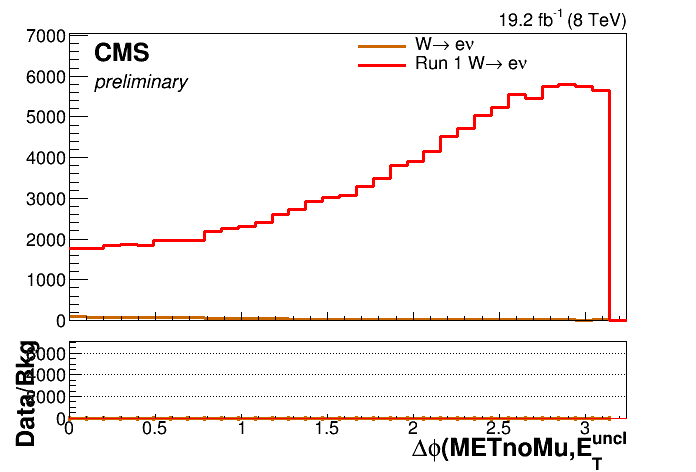 19.2 fb-1 (8 TeV)
7000
CMS
W→ eν
Run 1 W→ eν
preliminary
6000
5000
4000
3000
2000
1000
0
Data/Bkg
0
0 0.5 1 1.5 2 2.5 3
Δϕ(METnoMu,E uncl T